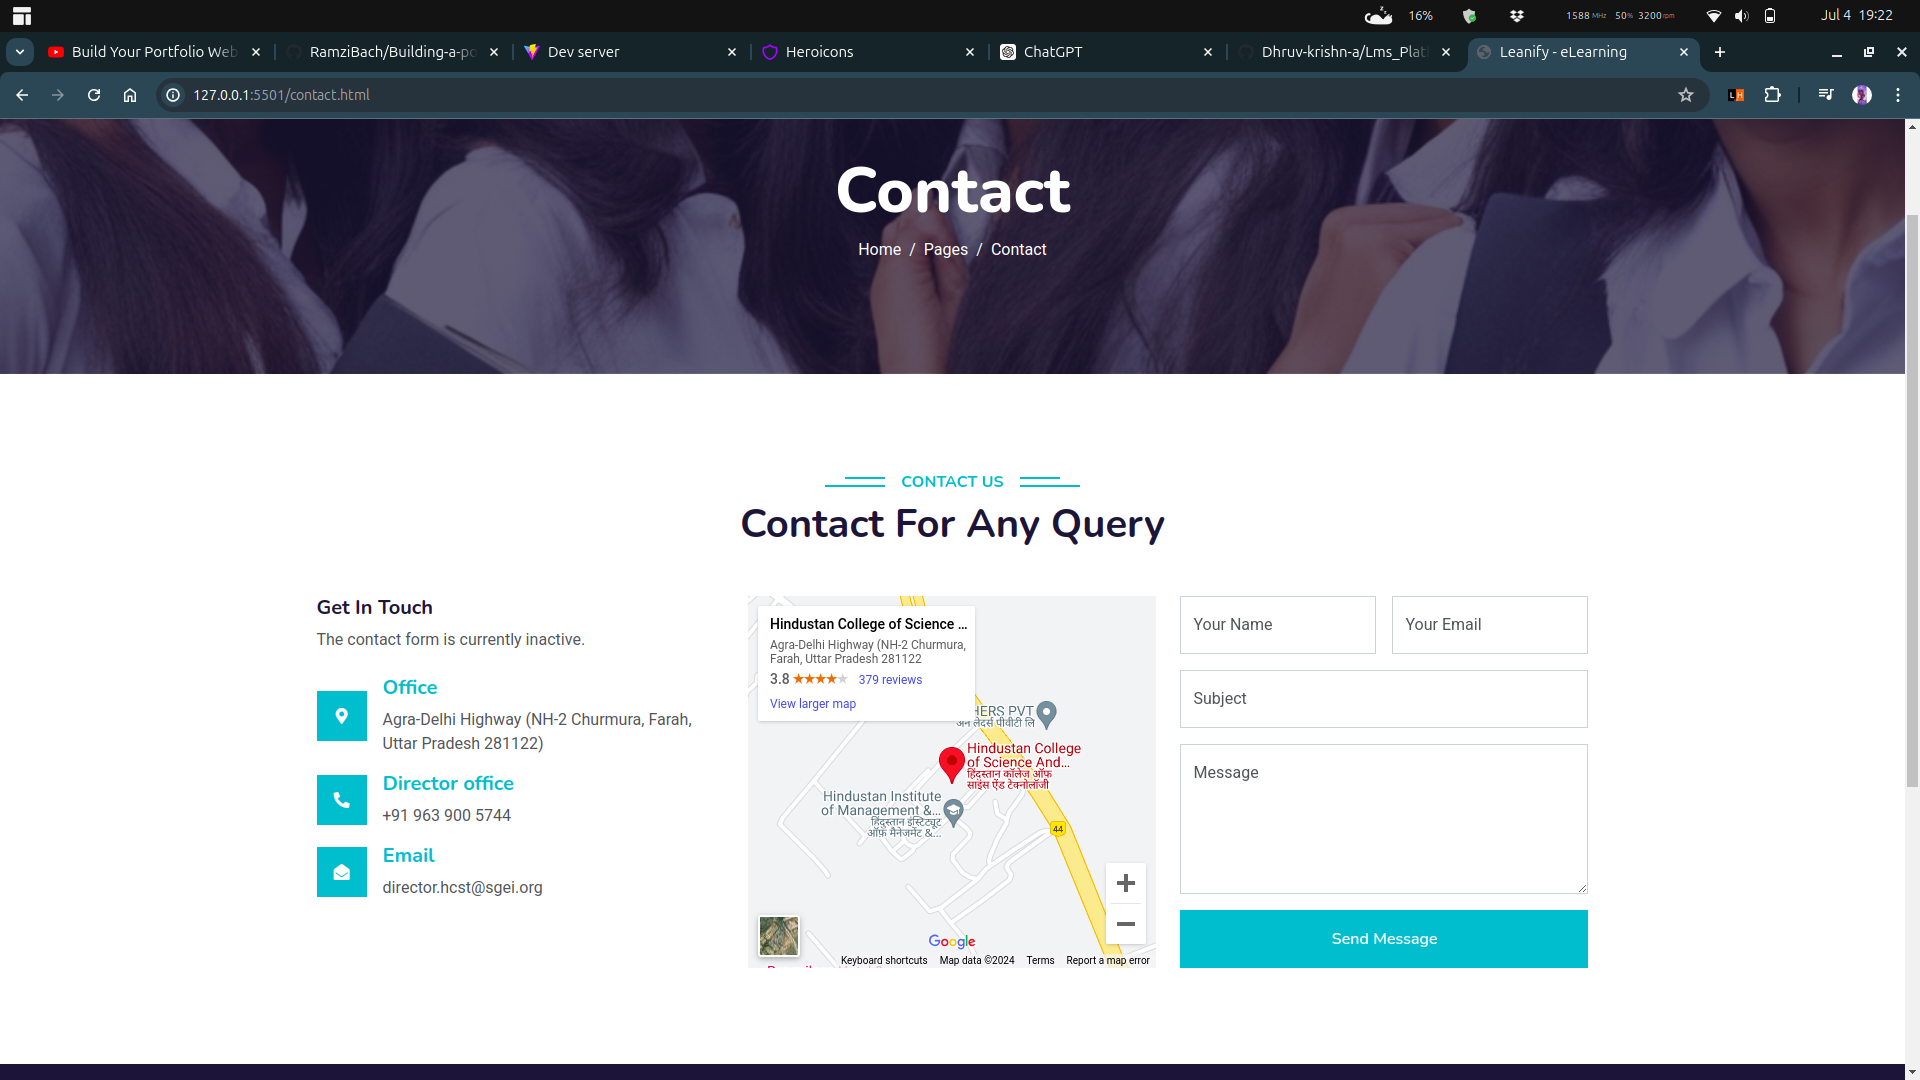 16%
1588 MHz 50% 3200 rpm
Jul 4 19:22
Build Your Portfolio Web
RamziBach/Building-a-po
Dev server
Heroicons
ChatGPT
Dhruv-krishn-a/Lms_Plat
Leanify - eLearning
127.0.0.1:5501/contact.html
LH
Contact
Home / Pages / Contact
CONTACT US
Contact For Any Query
Get In Touch
The contact form is currently inactive.
Office
Agra-Delhi Highway (NH-2 Churmura, Farah,
Uttar Pradesh 281122)
Director office
+91 963 900 5744
Email
director.hcst@sgei.org
Hindustan College of Science ...
Agra-Delhi Highway (NH-2 Churmura,
Farah, Uttar Pradesh 281122
3.8 379 reviews
View larger map
HERS PVT
अन लेदर्स पीवीटी लि
Hindustan College
of Science And...
हिंदुस्तान कॉलेज ऑफ
साइंस ऐंड टेक्नोलॉजी
Hindustan Institute
of Management &...
हिंदुस्तान इंस्टिट्यूट
ऑफ़ मैनेजमेंट &...
44
Google
Keyboard shortcuts Map data ©2024 Terms Report a map error
Your Name
Your Email
Subject
Message
Send Message